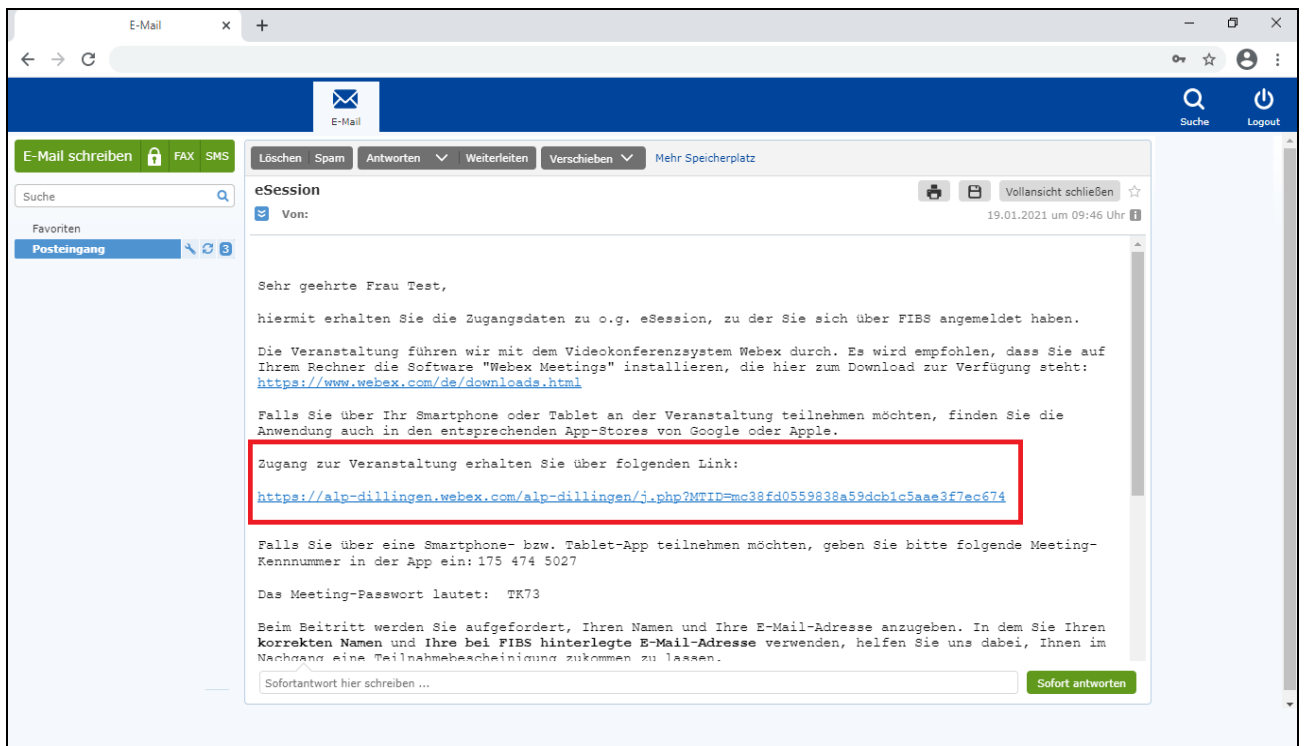 E-Mail
E-Mail
Suche
Logout
E-Mail schreiben FAX SMS
Löschen Spam Antworten Weiterleiten Verschieben Mehr Speicherplatz
Suche
eSession
Vollansicht schließen
Von:
19.01.2021 um 09:46 Uhr
Favoriten
Posteingang 3
Sehr geehrte Frau Test,
hiermit erhalten Sie die Zugangsdaten zu o.g. eSession, zu der Sie sich über FIBS angemeldet haben.
Die Veranstaltung führen wir mit dem Videokonferenzsystem Webex durch. Es wird empfohlen, dass Sie auf
Ihrem Rechner die Software "Webex Meetings" installieren, die hier zum Download zur Verfügung steht:
https://www.webex.com/de/downloads.html
Falls Sie über Ihr Smartphone oder Tablet an der Veranstaltung teilnehmen möchten, finden Sie die
Anwendung auch in den entsprechenden App-Stores von Google oder Apple.
Zugang zur Veranstaltung erhalten Sie über folgenden Link:
https://alp-dillingen.webex.com/alp-dillingen/j.php?MTID=mc38fd0559838a59dcb1c5aae3f7ec674
Falls Sie über eine Smartphone- bzw. Tablet-App teilnehmen möchten, geben Sie bitte folgende Meeting-
Kennnummer in der App ein: 175 474 5027
Das Meeting-Passwort lautet: TK73
Beim Beitritt werden Sie aufgefordert, Ihren Namen und Ihre E-Mail-Adresse anzugeben. In dem Sie Ihren
korrekten Namen und Ihre bei FIBS hinterlegte E-Mail-Adresse verwenden, helfen Sie uns dabei, Ihnen im
Nachgang eine Teilnahmebescheinigung zukommen zu lassen.
Sofortantwort hier schreiben ...
Sofort antworten